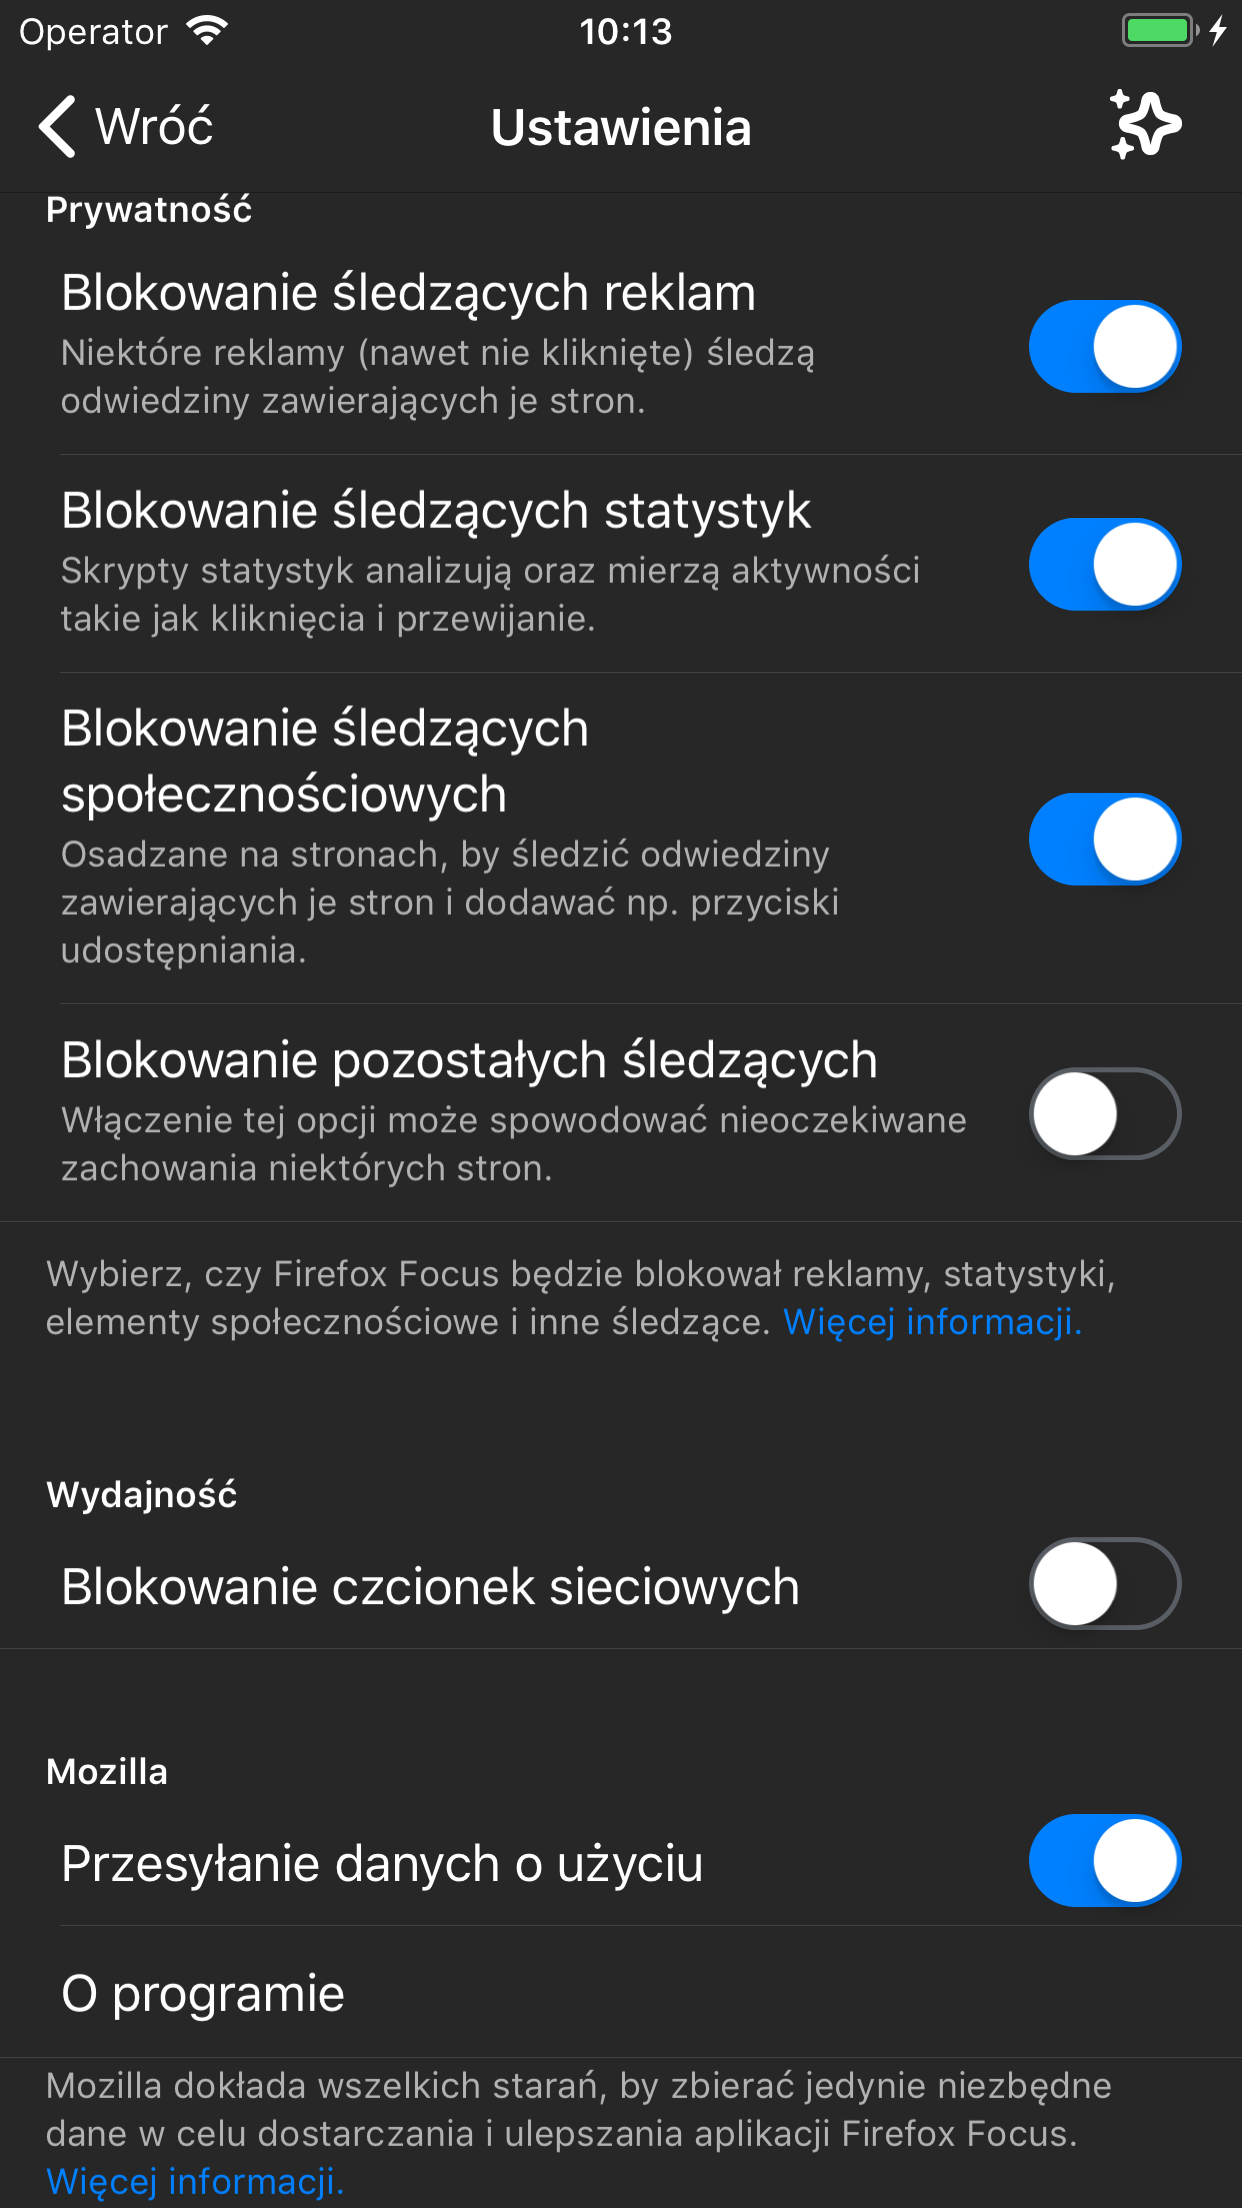 Operator
10:13
Wróć
Ustawienia
Prywatność
Blokowanie śledzących reklam
Niektóre reklamy (nawet nie kliknięte) śledzą
odwiedziny zawierających je stron.
Blokowanie śledzących statystyk
Skrypty statystyk analizują oraz mierzą aktywności
takie jak kliknięcia i przewijanie.
Blokowanie śledzących
społecznościowych
Osadzane na stronach, by śledzić odwiedziny
zawierających je stron i dodawać np. przyciski
udostępniania.
Blokowanie pozostałych śledzących
Włączenie tej opcji może spowodować nieoczekiwane
zachowania niektórych stron.
Wybierz, czy Firefox Focus będzie blokował reklamy, statystyki,
elementy społecznościowe i inne śledzące. Więcej informacji.
Wydajność
Blokowanie czcionek sieciowych
Mozilla
Przesyłanie danych o użyciu
O programie
Mozilla dokłada wszelkich starań, by zbierać jedynie niezbędne
dane w celu dostarczania i ulepszania aplikacji Firefox Focus.
Więcej informacji.